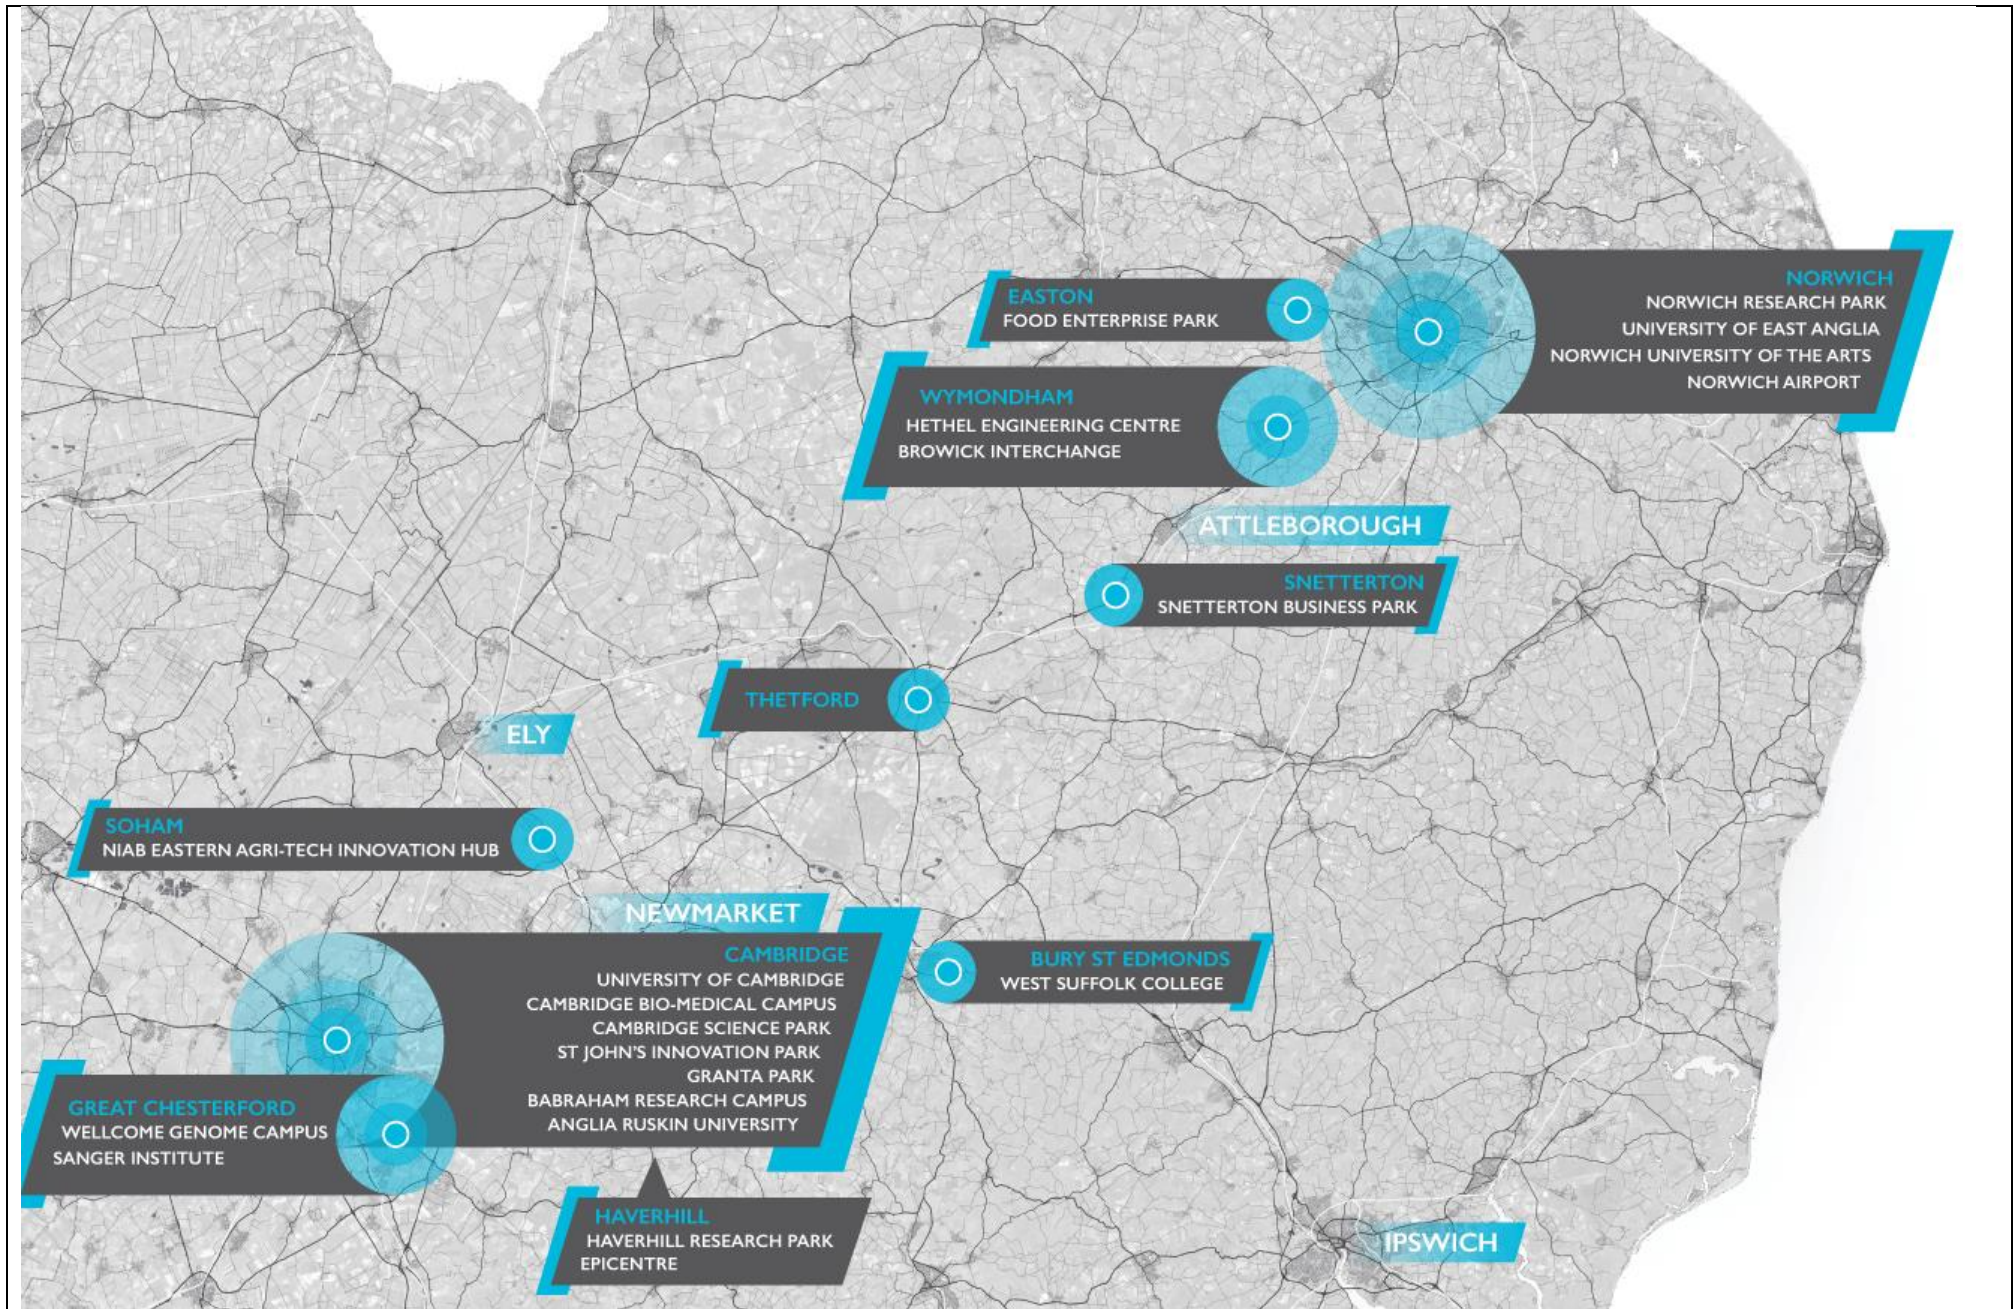 NORWICH
NORWICH RESEARCH PARK
UNIVERSITY OF EAST ANGLIA
NORWICH UNIVERSITY OF THE ARTS
NORWICH AIRPORT
EASTON
FOOD ENTERPRISE PARK
WYMONDHAM
HETHEL ENGINEERING CENTRE
BROWICK INTERCHANGE
ATTLEBOROUGH
SNETTERTON
SNETTERTON BUSINESS PARK
THETFORD
ELY
SOHAM
NIAB EASTERN AGRI-TECH INNOVATION HUB
NEWMARKET
CAMBRIDGE
UNIVERSITY OF CAMBRIDGE
CAMBRIDGE BIO-MEDICAL CAMPUS
CAMBRIDGE SCIENCE PARK
ST JOHN'S INNOVATION PARK
GRANTA PARK
BABRAHAM RESEARCH CAMPUS
ANGLIA RUSKIN UNIVERSITY
BURY ST EDMONDS
WEST SUFFOLK COLLEGE
GREAT CHESTERFORD
WELLCOME GENOME CAMPUS
SANGER INSTITUTE
HAVERHILL
HAVERHILL RESEARCH PARK
EPICENTRE
IPSWICH